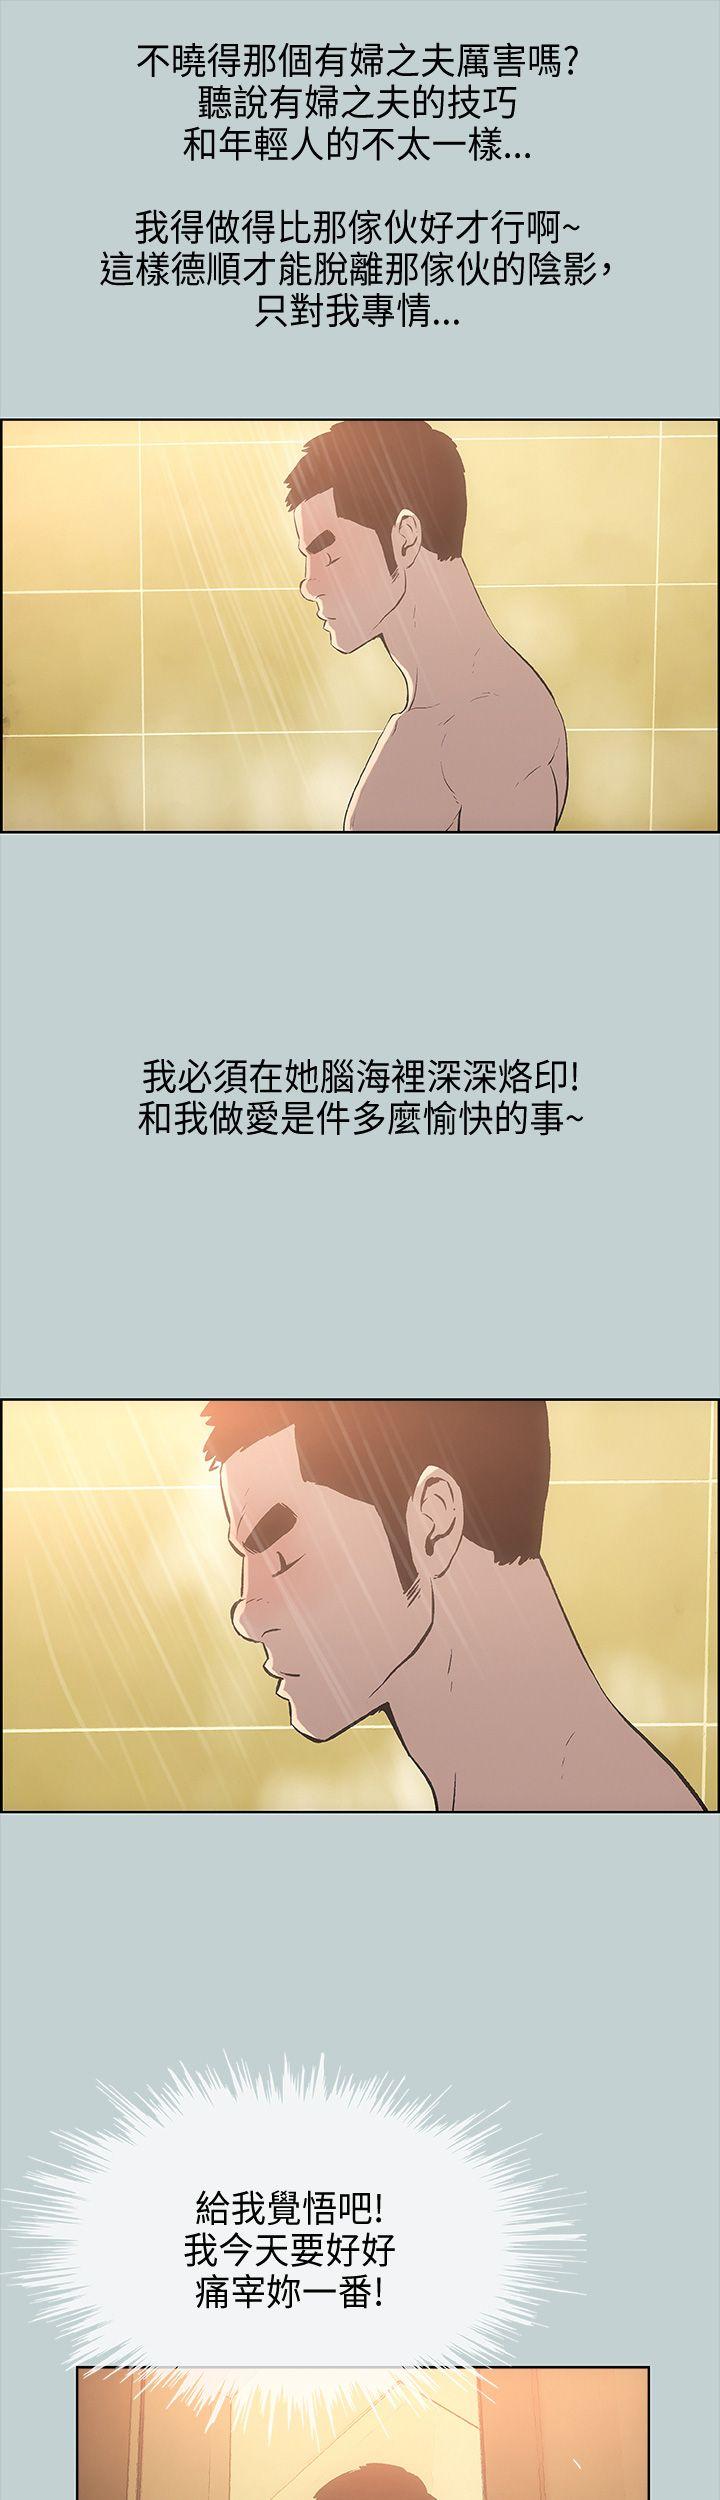 不曉得那個有婦之夫厲害嗎?
聽說有婦之夫的技巧
和年輕人的不太一樣...
我得做得比那傢伙好才行啊~
這樣德順才能脫離那傢伙的陰影，
只對我專情...
我必須在她腦海裡深深烙印!
和我做愛是件多麼愉快的事~
給我覺悟吧!
我今天要好好
痛宰妳一番!